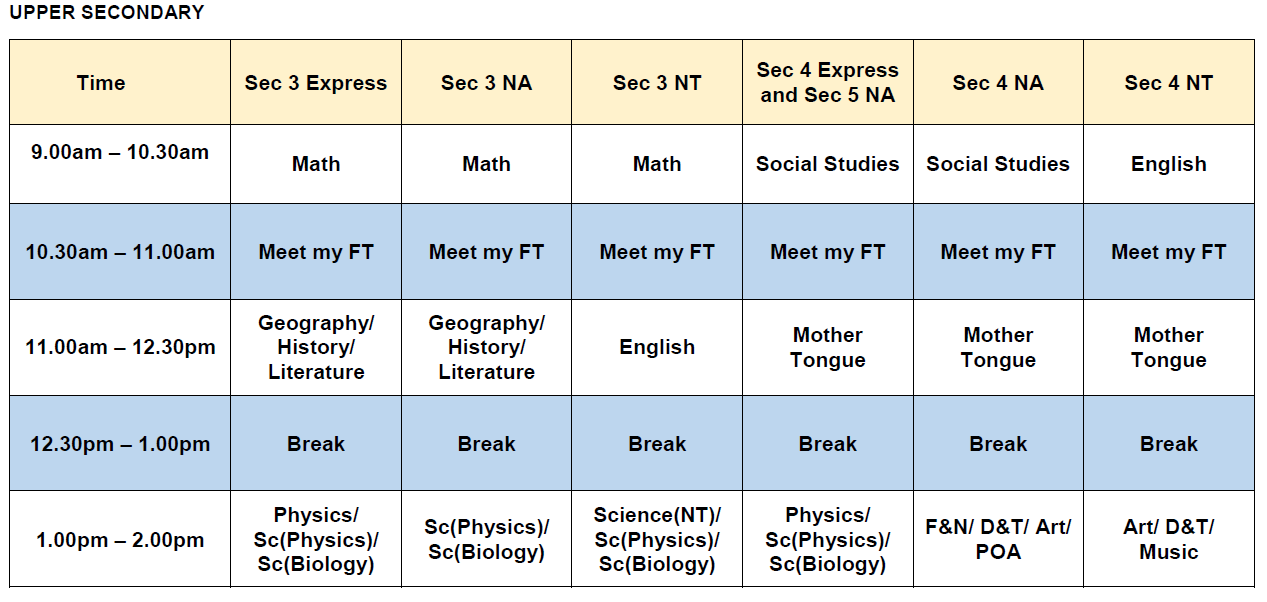 UPPER SECONDARY
Time Sec 3 Express Sec 3 NA Sec 3 NT Sec 4 Express and Sec 5 NA Sec 4 NA Sec 4 NT
9.00am – 10.30am Math Math Math Social Studies Social Studies English
10.30am – 11.00am Meet my FT Meet my FT Meet my FT Meet my FT Meet my FT Meet my FT
11.00am – 12.30pm Geography/ History/ Literature Geography/ History/ Literature English Mother Tongue Mother Tongue Mother Tongue
12.30pm – 1.00pm Break Break Break Break Break Break
1.00pm – 2.00pm Physics/ Sc(Physics)/ Sc(Biology) Sc(Physics)/ Sc(Biology) Science(NT)/ Sc(Physics)/ Sc(Biology) Physics/ Sc(Physics)/ Sc(Biology) F&N/ D&T/ Art/ POA Art/ D&T/ Music